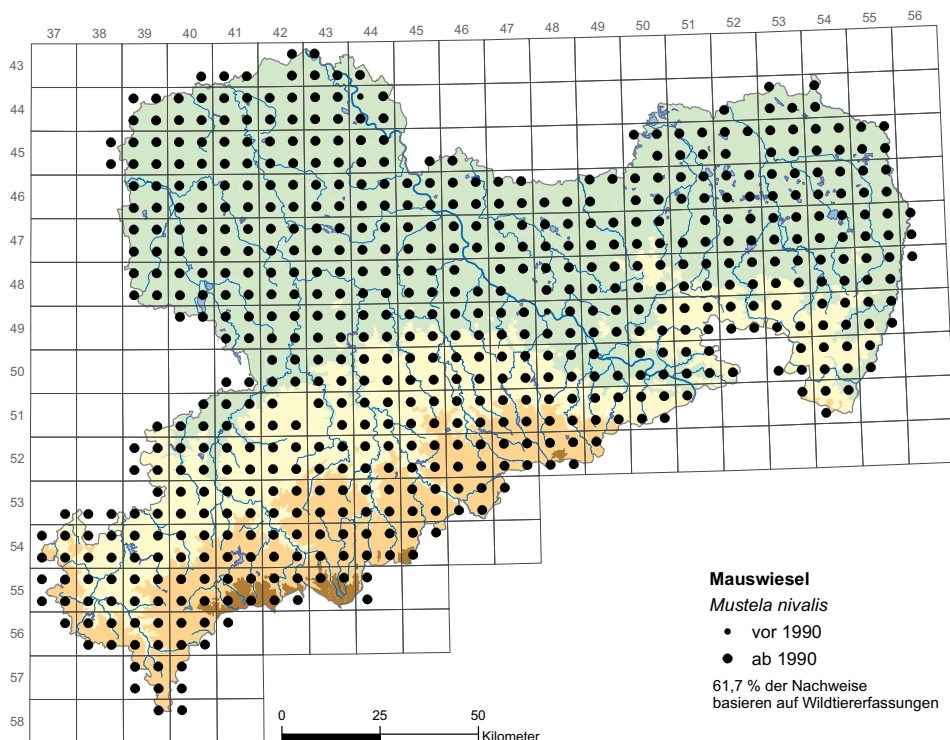 37 38 39 40 41 42 43 44 45 46 47 48 49 50 51 52 53 54 55 56
43
44
45
46
47
48
49
50
51
52
53
54
55
56
57
58
Mauswiesel
Mustela nivalis
vor 1990
ab 1990
61,7 % der Nachweise
basieren auf Wildtiererfassungen
0 25 50
Kilometer